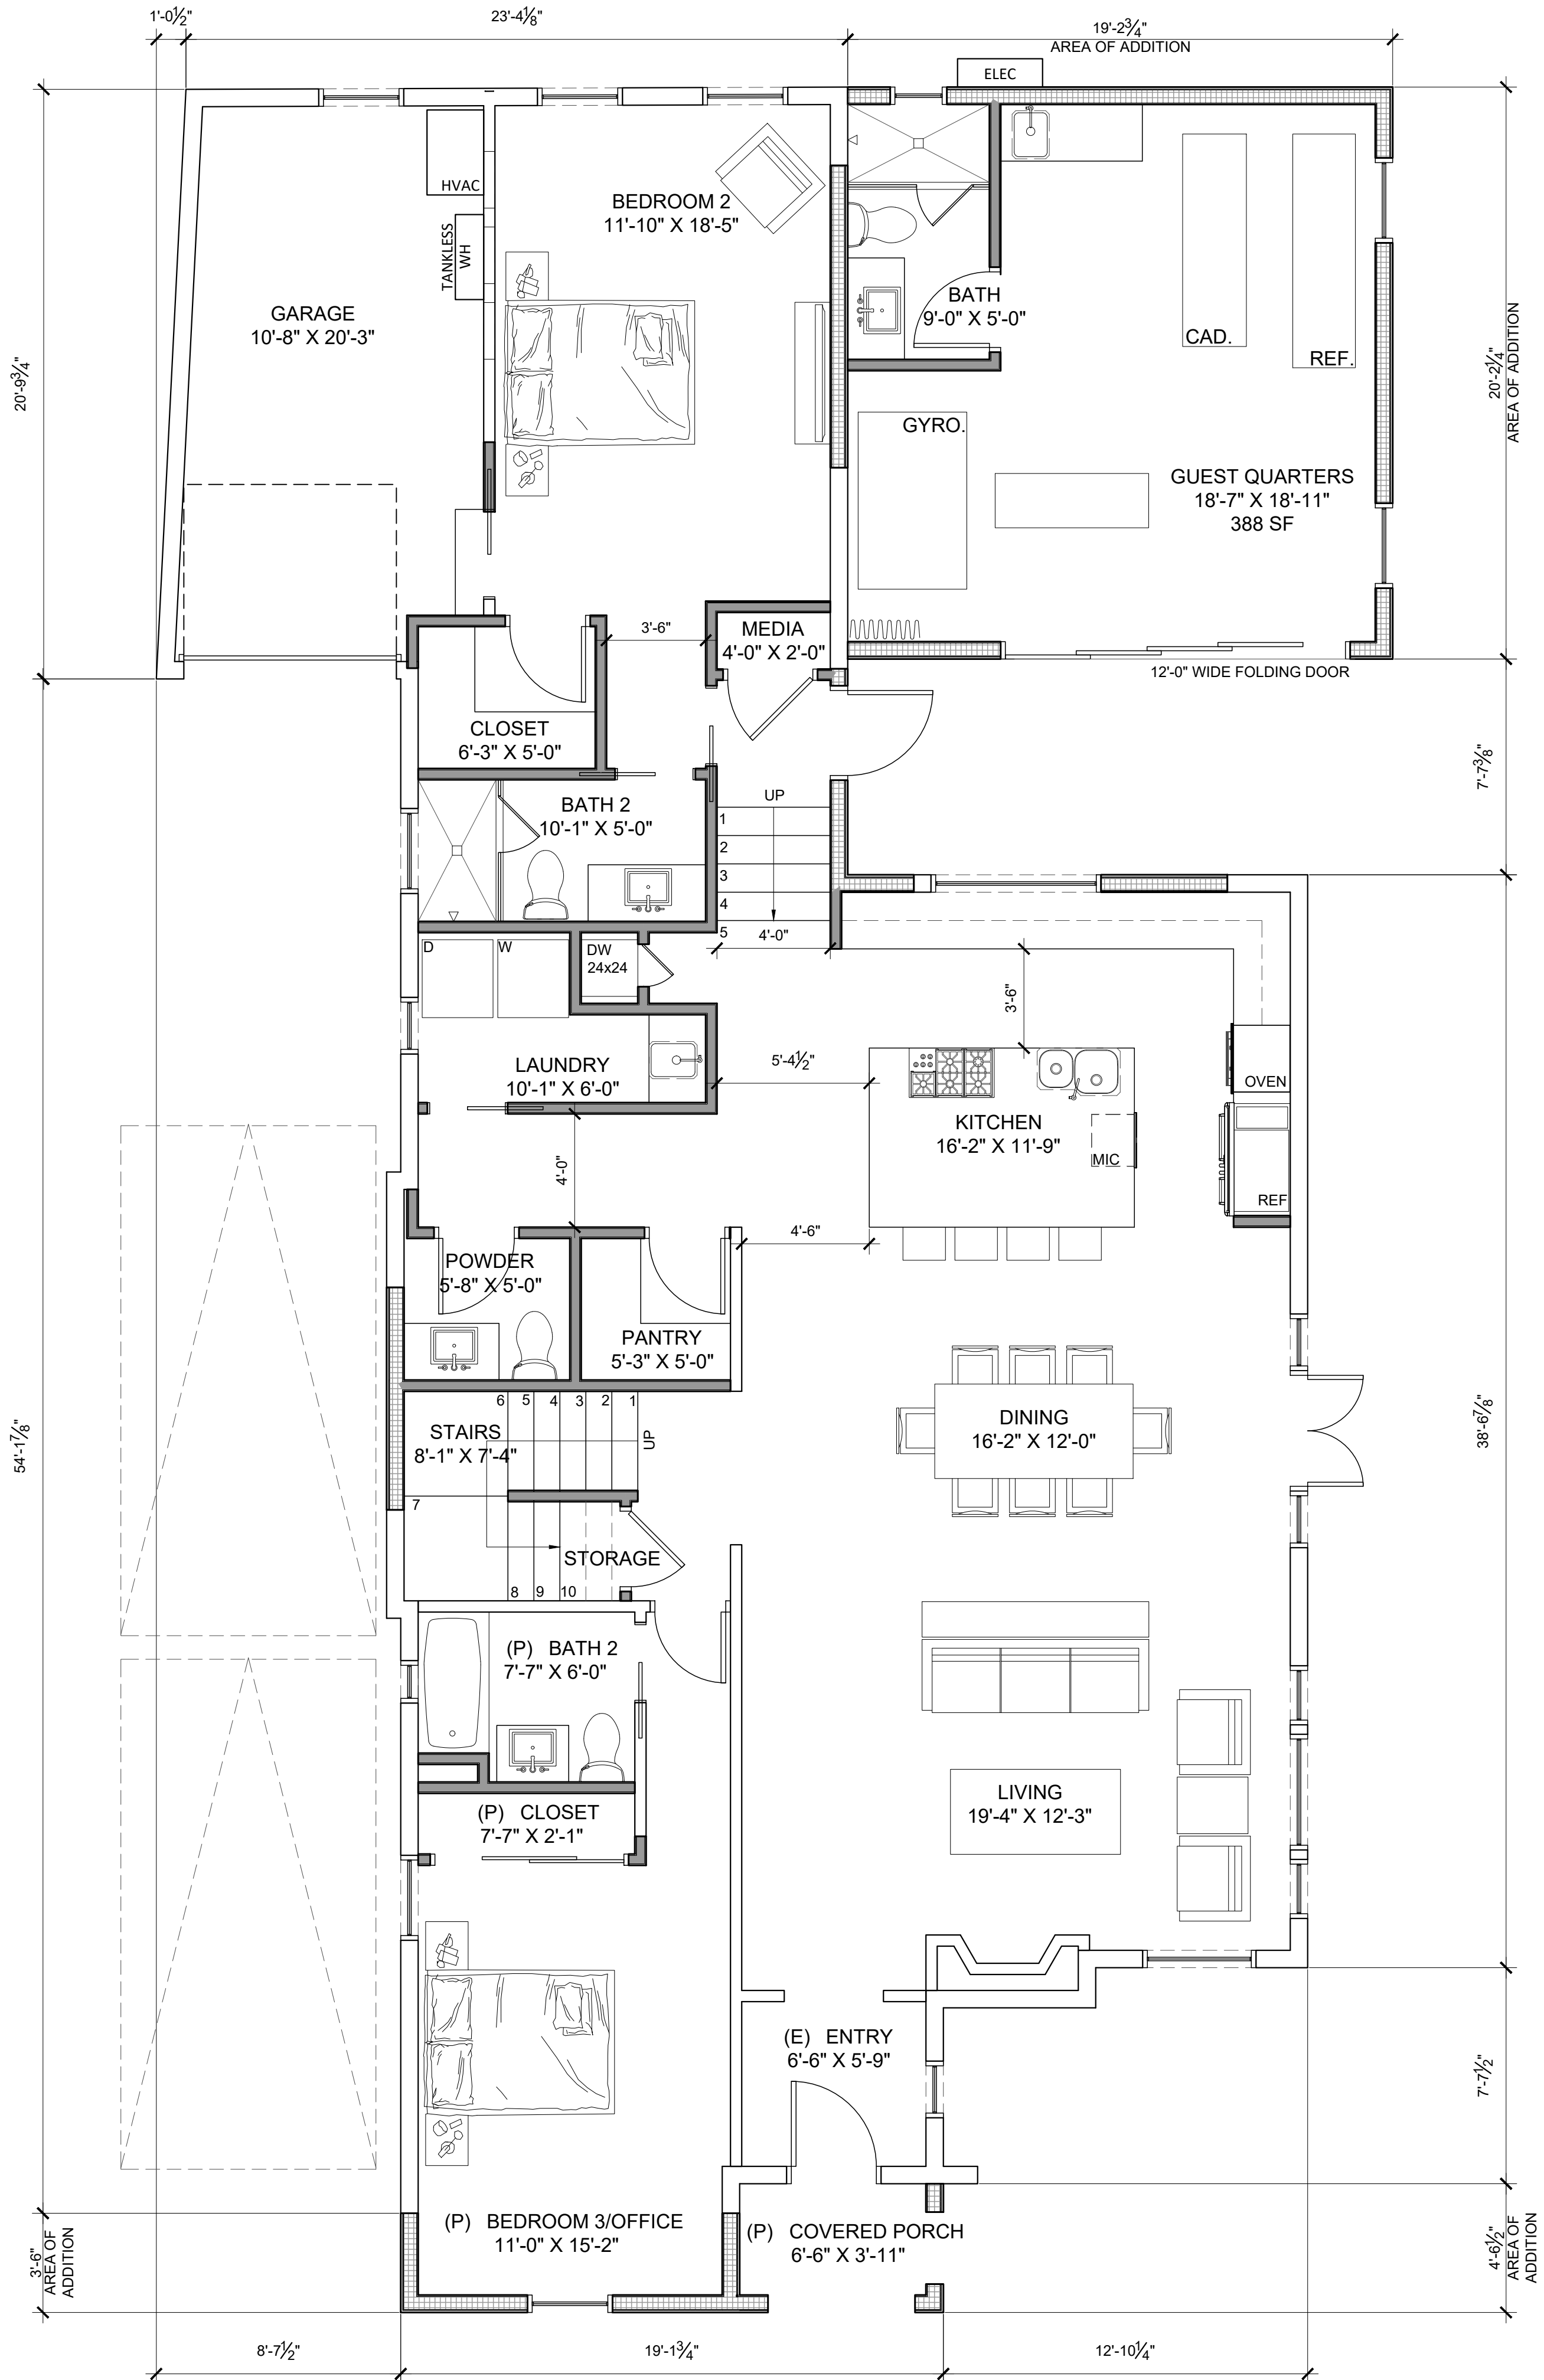 1'-0½"
23'-4⅛"
19'-2¾"
AREA OF ADDITION
ELEC
HVAC
TANKLESS
WH
BEDROOM 2
11'-10" X 18'-5"
GARAGE
10'-8" X 20'-3"
BATH
9'-0" X 5'-0"
CAD.
REF.
20'-9¾"
20'-2¼"
AREA OF ADDITION
GYRO.
GUEST QUARTERS
18'-7" X 18'-11"
388 SF
3'-6"
MEDIA
4'-0" X 2'-0"
12'-0" WIDE FOLDING DOOR
CLOSET
6'-3" X 5'-0"
7'-7⅜"
BATH 2
10'-1" X 5'-0"
UP
1
2
3
4
5
4'-0"
D
W
DW
24x24
3'-6"
LAUNDRY
10'-1" X 6'-0"
5'-4½"
OVEN
KITCHEN
16'-2" X 11'-9"
MIC
REF
4'-0"
4'-6"
POWDER
5'-8" X 5'-0"
PANTRY
5'-3" X 5'-0"
6
5
4
3
2
1
STAIRS
8'-1" X 7'-4"
UP
DINING
16'-2" X 12'-0"
54'-1⅞"
38'-6⅞"
7
STORAGE
8
9
10
(P) BATH 2
7'-7" X 6'-0"
LIVING
19'-4" X 12'-3"
(P) CLOSET
7'-7" X 2'-1"
(E) ENTRY
6'-6" X 5'-9"
7'-7½"
(P) BEDROOM 3/OFFICE
11'-0" X 15'-2"
(P) COVERED PORCH
6'-6" X 3'-11"
3'-6"
AREA OF
ADDITION
4'-6½"
AREA OF
ADDITION
8'-7½"
19'-1¾"
12'-10¼"